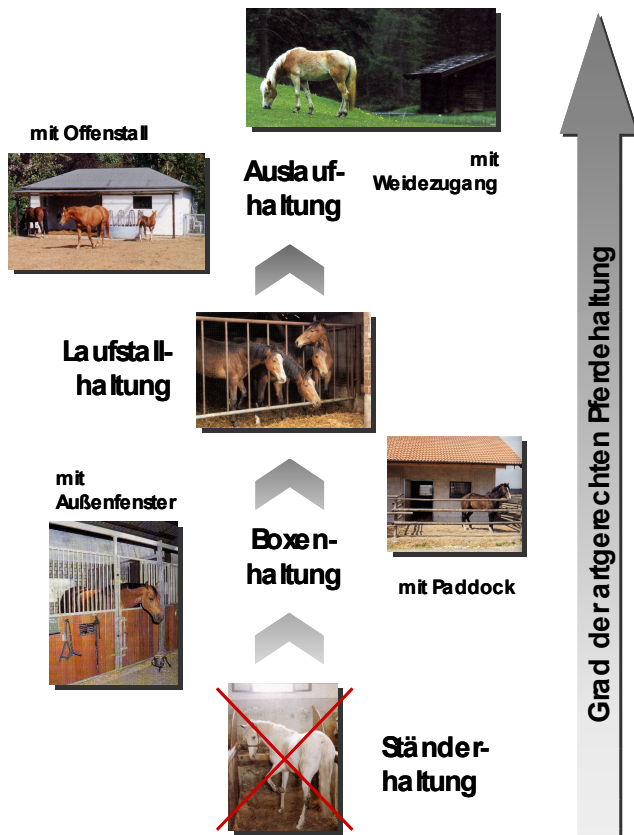 mit Offenstall
Auslauf-
haltung
mit
Weidezugang
Laufstall-
haltung
mit
Außenfenster
Boxen-
haltung
mit Paddock
Ständer-
haltung
Grad der artgerechten Pferdehaltung